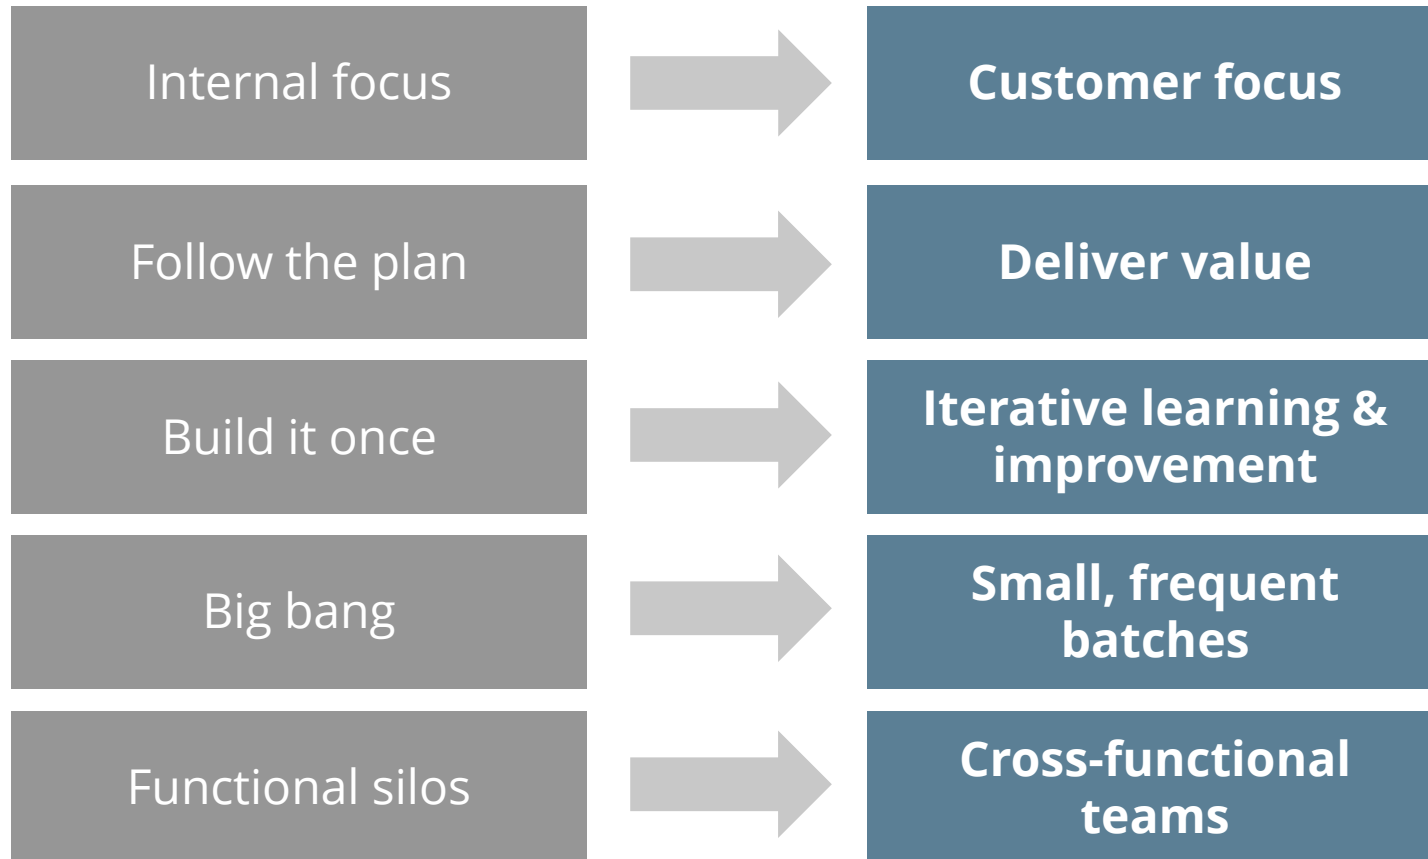 Internal focus
Customer focus
Follow the plan
Deliver value
Build it once
Iterative learning &
improvement
Big bang
Small, frequent
batches
Functional silos
Cross-functional
teams